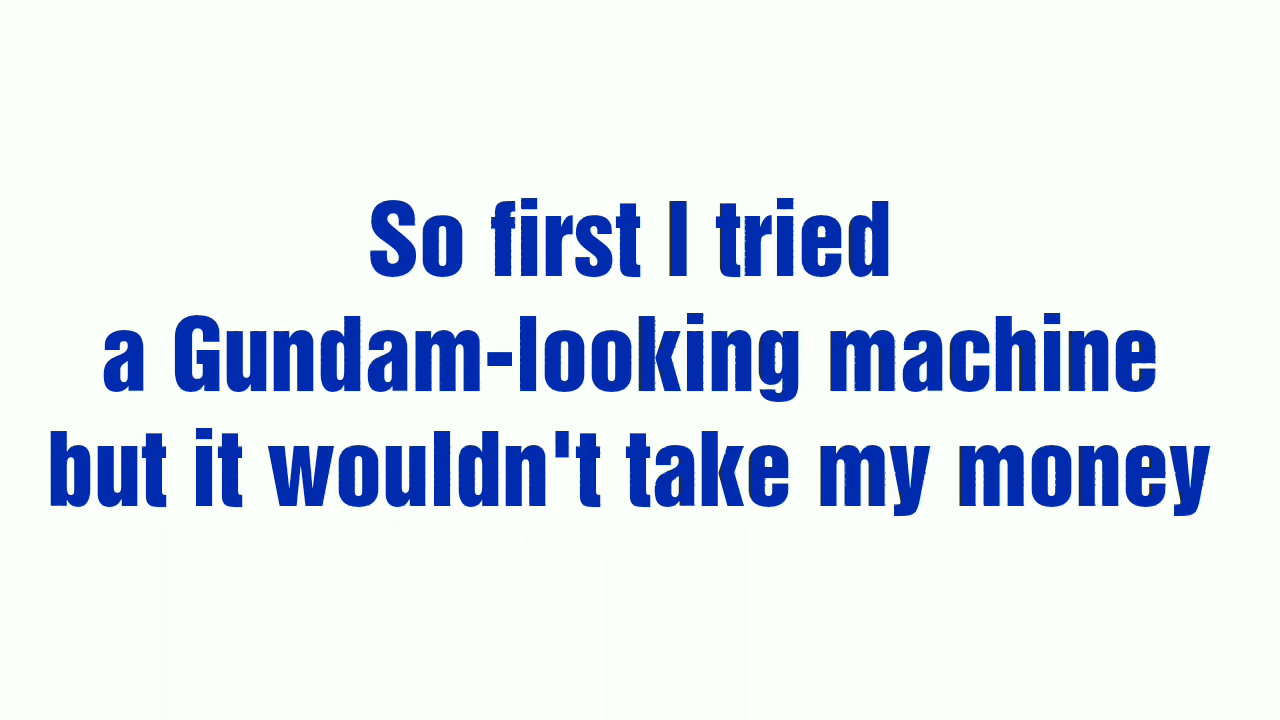 So first I tried
a Gundam-looking machine
but it wouldn't take my money